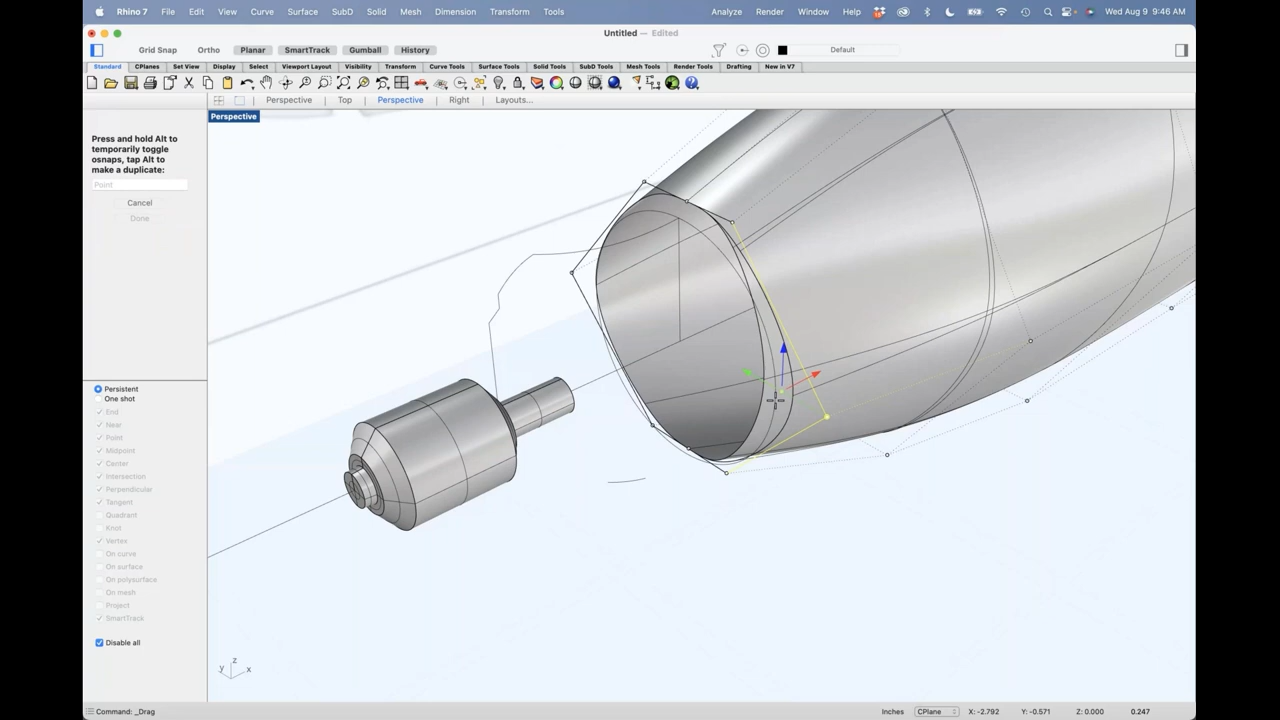 Rhino 7 File Edit View Curve Surface SubD Solid Mesh Dimension Transform Tools Analyze Render Window Help Wed Aug 9 9:46 AM
Untitled — Edited
Grid Snap Ortho Planar SmartTrack Gumball History Default
Standard CPlanes Set View Display Select Viewport Layout Visibility Transform Curve Tools Surface Tools Solid Tools SubD Tools Mesh Tools Render Tools Drafting New in V7
Perspective Top Perspective Right Layouts...
Perspective
Press and hold Alt to
temporarily toggle
osnaps, tap Alt to
make a duplicate:
Point
Cancel
Done
Persistent
One shot
End
Near
Point
Midpoint
Center
Intersection
Perpendicular
Tangent
Quadrant
Knot
Vertex
On curve
On surface
On polysurface
On mesh
Project
SmartTrack
Disable all
z
y x
Command: _Drag Inches CPlane X: -2.792 Y: -0.571 Z: 0.000 0.247